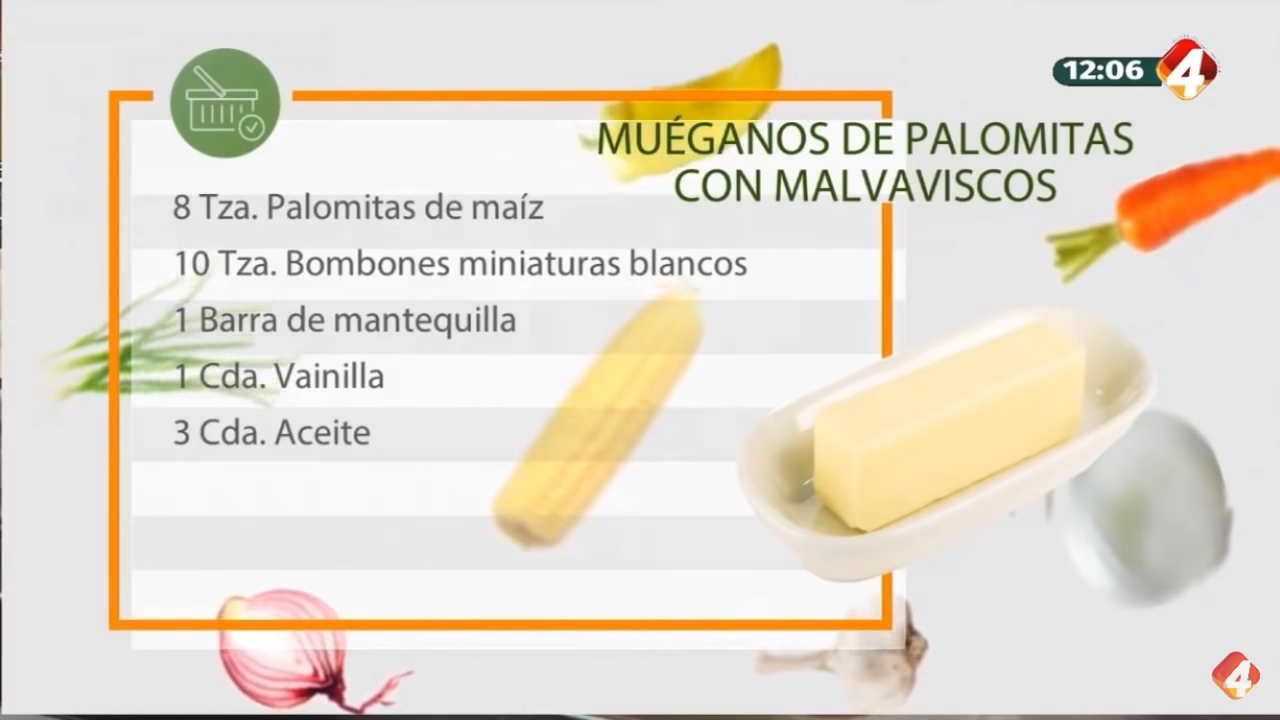 12:06 4
MUÉGANOS DE PALOMITAS
CON MALVAVISCOS
8 Tza. Palomitas de maíz
10 Tza. Bombones miniaturas blancos
1 Barra de mantequilla
1 Cda. Vainilla
3 Cda. Aceite
4